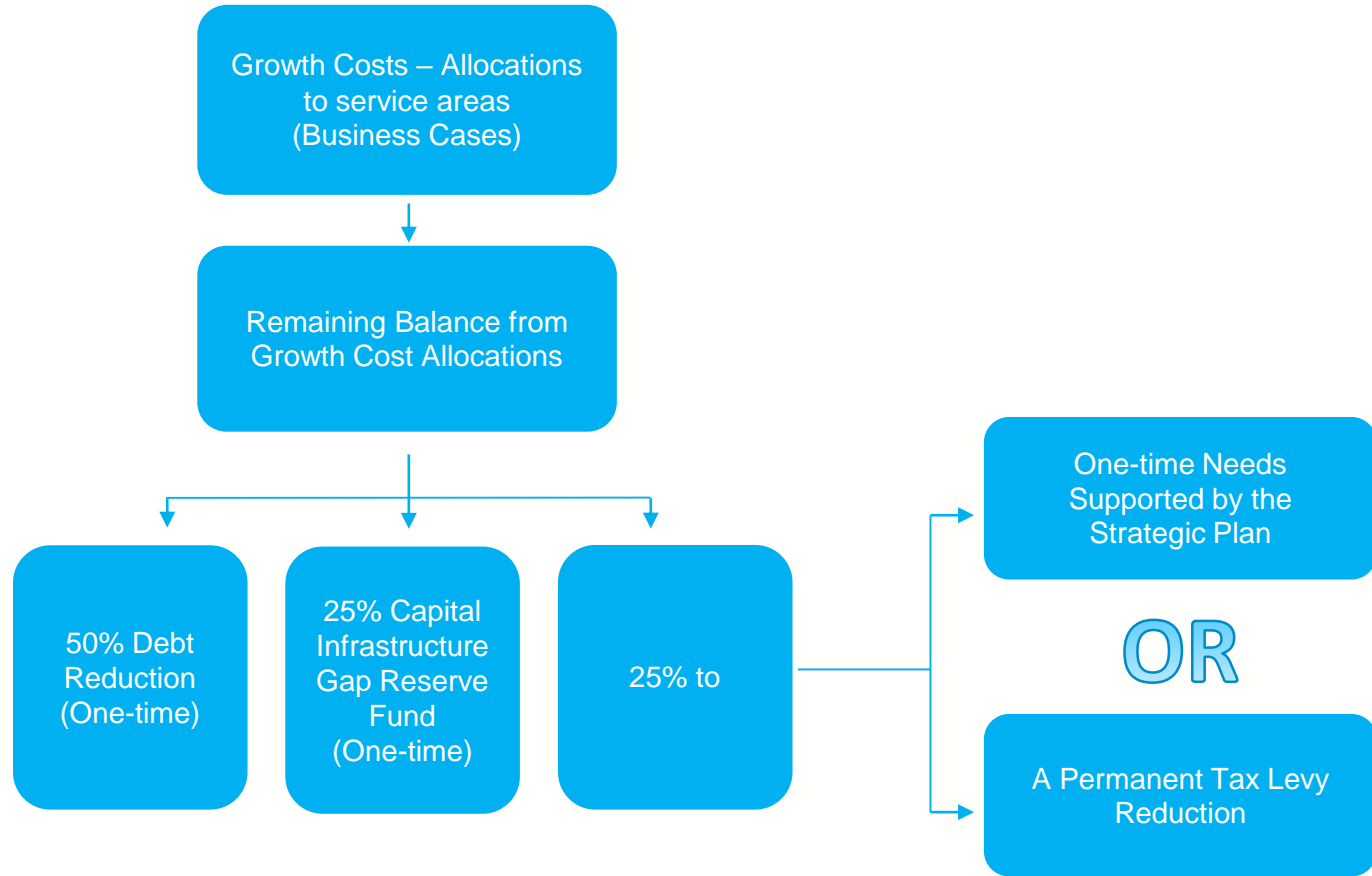 Growth Costs – Allocations
to service areas
(Business Cases)
Remaining Balance from
Growth Cost Allocations
50% Debt
Reduction
(One-time)
25% Capital
Infrastructure
Gap Reserve
Fund
(One-time)
25% to
One-time Needs
Supported by the
Strategic Plan
OR
A Permanent Tax Levy
Reduction